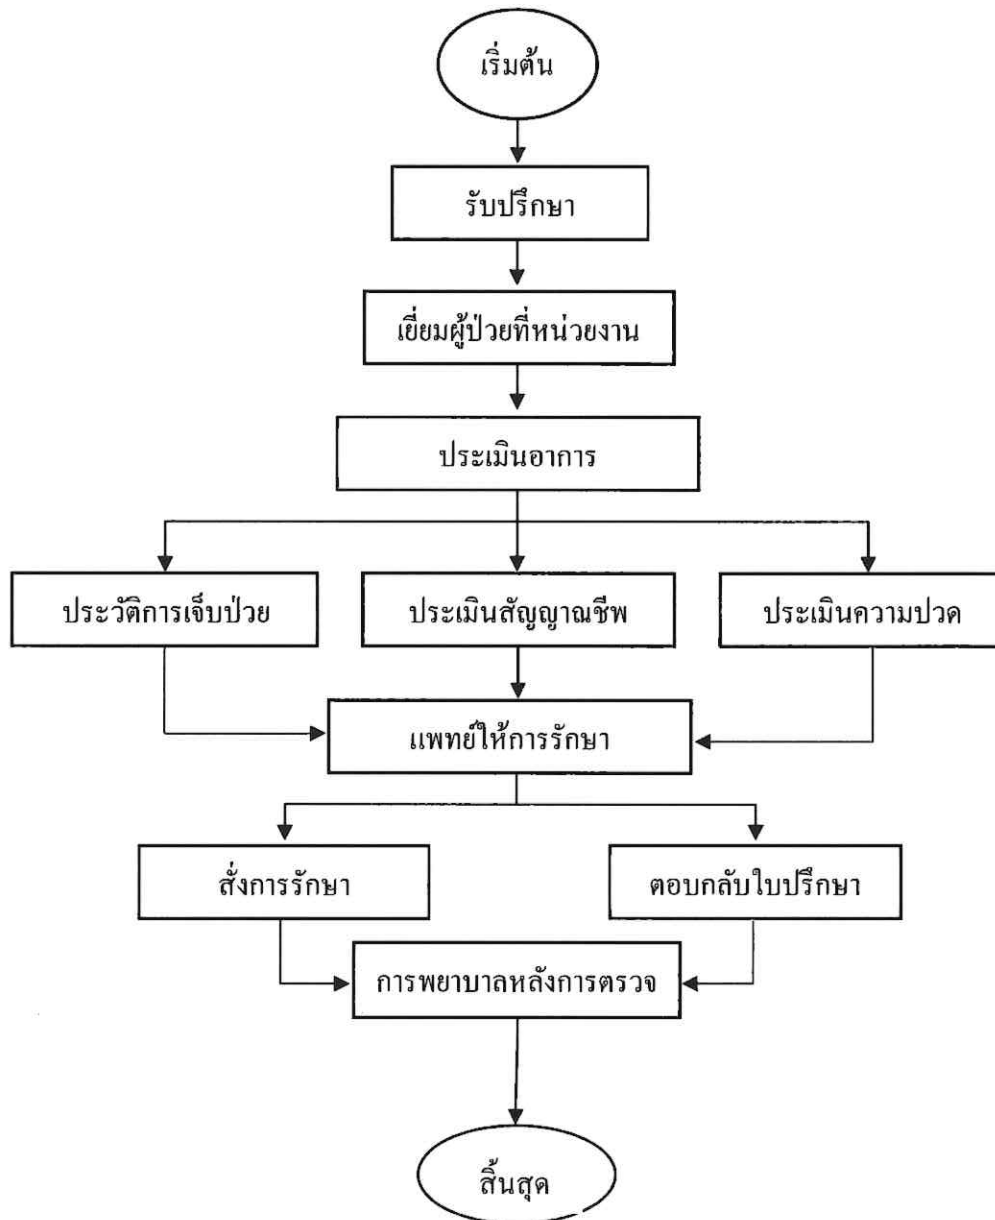 เริ่มต้น
รับปรึกษา
เยี่ยมผู้ป่วยที่หน่วยงาน
ประเมินอาการ
ประวัติการเจ็บป่วย
ประเมินสัญญาณชีพ
ประเมินความปวด
แพทย์ให้การรักษา
สั่งการรักษา
ตอบกลับใบปรึกษา
การพยาบาลหลังการตรวจ
สิ้นสุด